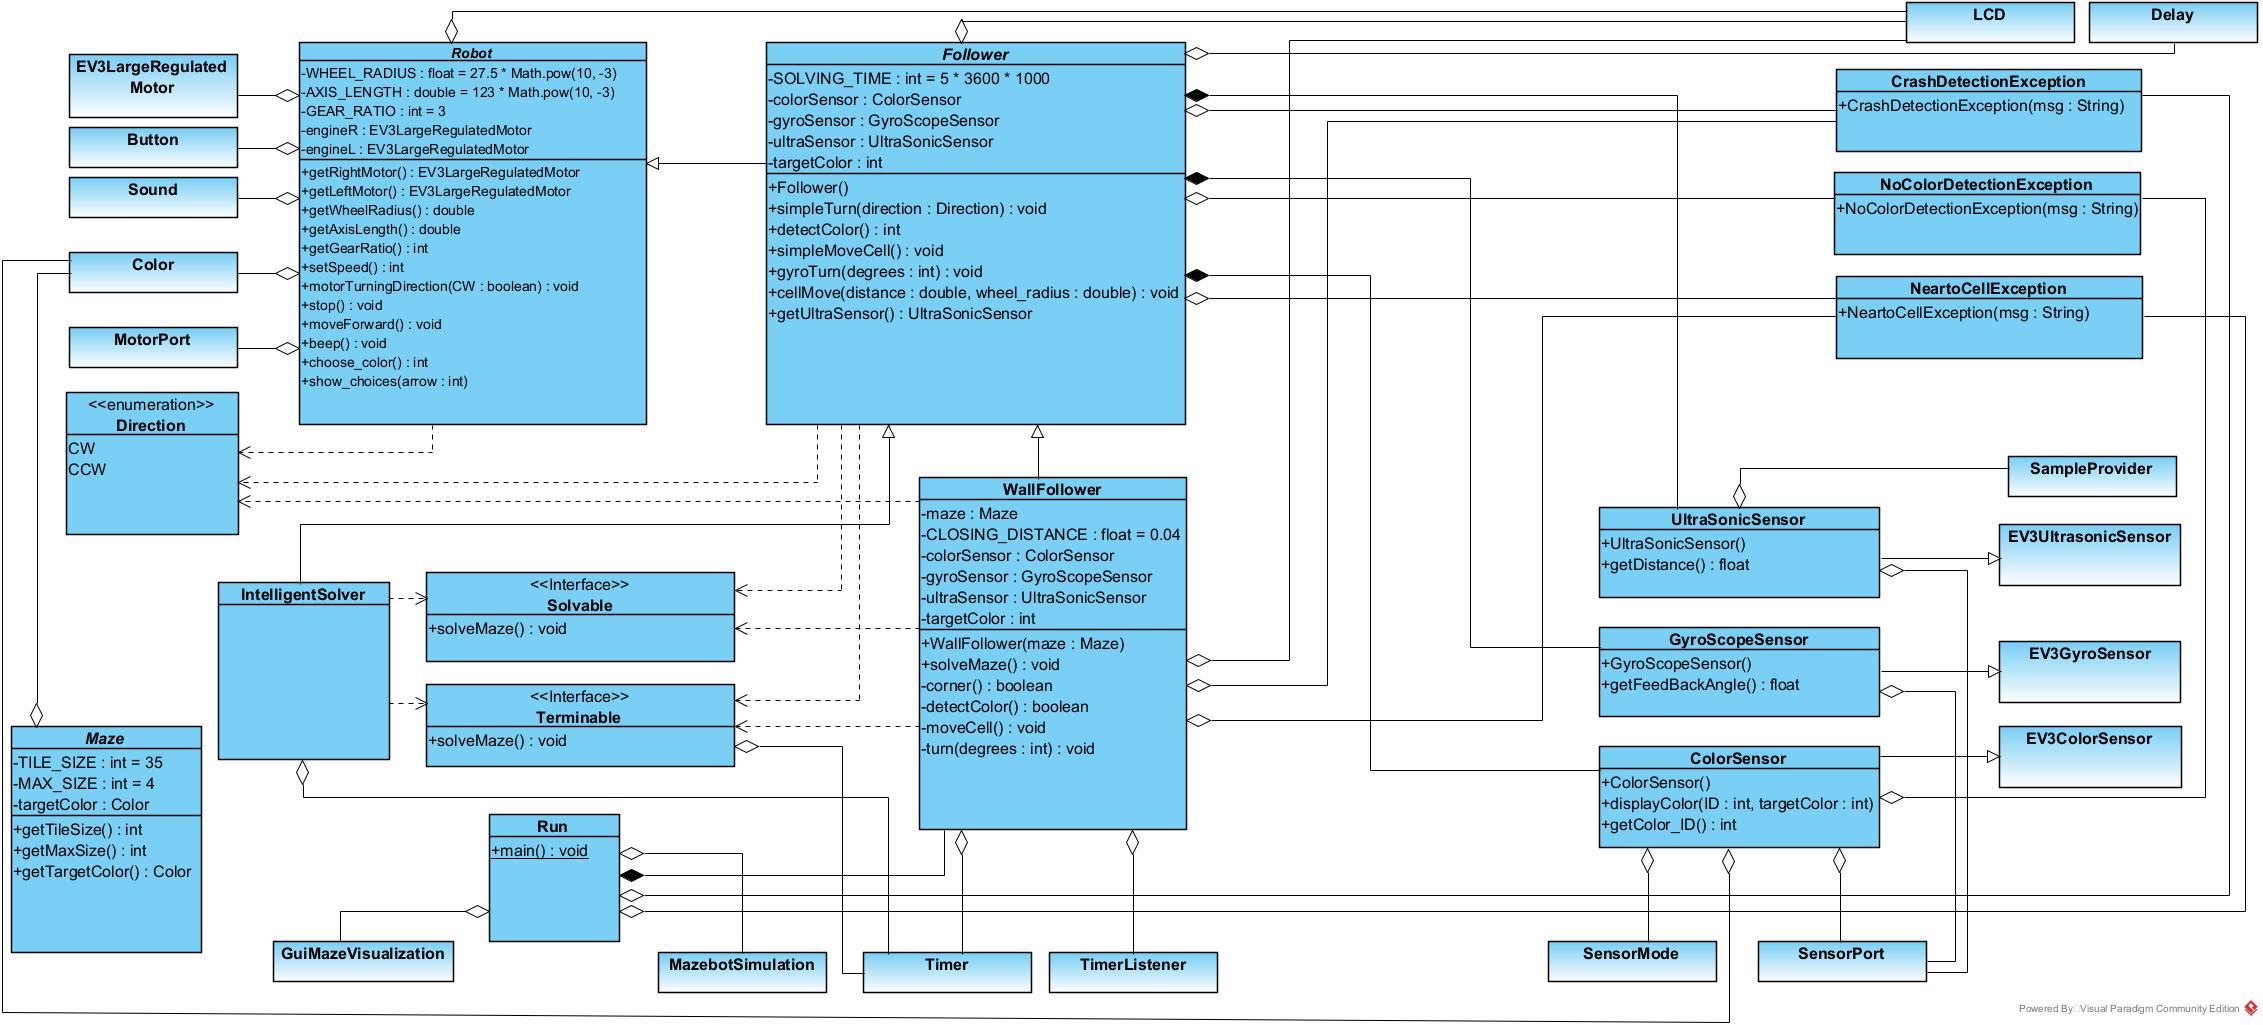 LCD
Delay
EV3LargeRegulated
Motor
Button
Sound
Color
MotorPort
<<enumeration>>
Direction
CW
CCW
Robot
-WHEEL_RADIUS : float = 27.5 * Math.pow(10, -3)
-AXIS_LENGTH : double = 123 * Math.pow(10, -3)
-GEAR_RATIO : int = 3
-engineR : EV3LargeRegulatedMotor
-engineL : EV3LargeRegulatedMotor
+getRightMotor() : EV3LargeRegulatedMotor
+getLeftMotor() : EV3LargeRegulatedMotor
+getWheelRadius() : double
+getAxisLength() : double
+getGearRatio() : int
+setSpeed() : int
+motorTurningDirection(CW : boolean) : void
+stop() : void
+moveForward() : void
+beep() : void
+choose_color() : int
+show_choices(arrow : int)
Follower
-SOLVING_TIME : int = 5 * 3600 * 1000
-colorSensor : ColorSensor
-gyroSensor : GyroScopeSensor
-ultraSensor : UltraSonicSensor
-targetColor : int
+Follower()
+simpleTurn(direction : Direction) : void
+detectColor() : int
+simpleMoveCell() : void
+gyroTurn(degrees : int) : void
+cellMove(distance : double, wheel_radius : double) : void
+getUltraSensor() : UltraSonicSensor
CrashDetectionException
+CrashDetectionException(msg : String)
NoColorDetectionException
+NoColorDetectionException(msg : String)
NeartoCellException
+NeartoCellException(msg : String)
WallFollower
-maze : Maze
-CLOSING_DISTANCE : float = 0.04
-colorSensor : ColorSensor
-gyroSensor : GyroScopeSensor
-ultraSensor : UltraSonicSensor
-targetColor : int
+WallFollower(maze : Maze)
+solveMaze() : void
-corner() : boolean
-detectColor() : boolean
-moveCell() : void
-turn(degrees : int) : void
SampleProvider
UltraSonicSensor
+UltraSonicSensor()
+getDistance() : float
EV3UltrasonicSensor
IntelligentSolver
<<Interface>>
Solvable
+solveMaze() : void
<<Interface>>
Terminable
+solveMaze() : void
GyroScopeSensor
+GyroScopeSensor()
+getFeedBackAngle() : float
EV3GyroSensor
Maze
-TILE_SIZE : int = 35
-MAX_SIZE : int = 4
-targetColor : Color
+getTileSize() : int
+getMaxSize() : int
+getTargetColor() : Color
ColorSensor
+ColorSensor()
+displayColor(ID : int, targetColor : int)
+getColor_ID() : int
EV3ColorSensor
Run
+main() : void
GuiMazeVisualization
MazebotSimulation
Timer
TimerListener
SensorMode
SensorPort
Powered By Visual Paradigm Community Edition